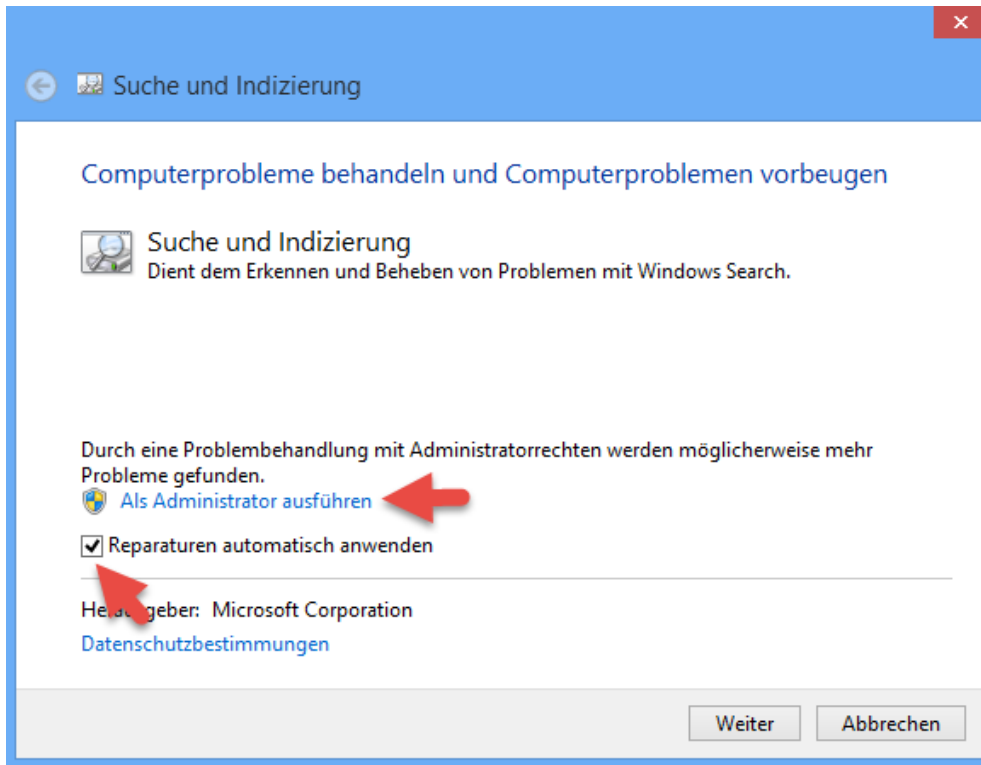 Suche und Indizierung
Computerprobleme behandeln und Computerproblemen vorbeugen
Suche und Indizierung
Dient dem Erkennen und Beheben von Problemen mit Windows Search.
Durch eine Problembehandlung mit Administratorrechten werden möglicherweise mehr
Probleme gefunden.
Als Administrator ausführen
Reparaturen automatisch anwenden
Herausgeber: Microsoft Corporation
Datenschutzbestimmungen
Weiter
Abbrechen